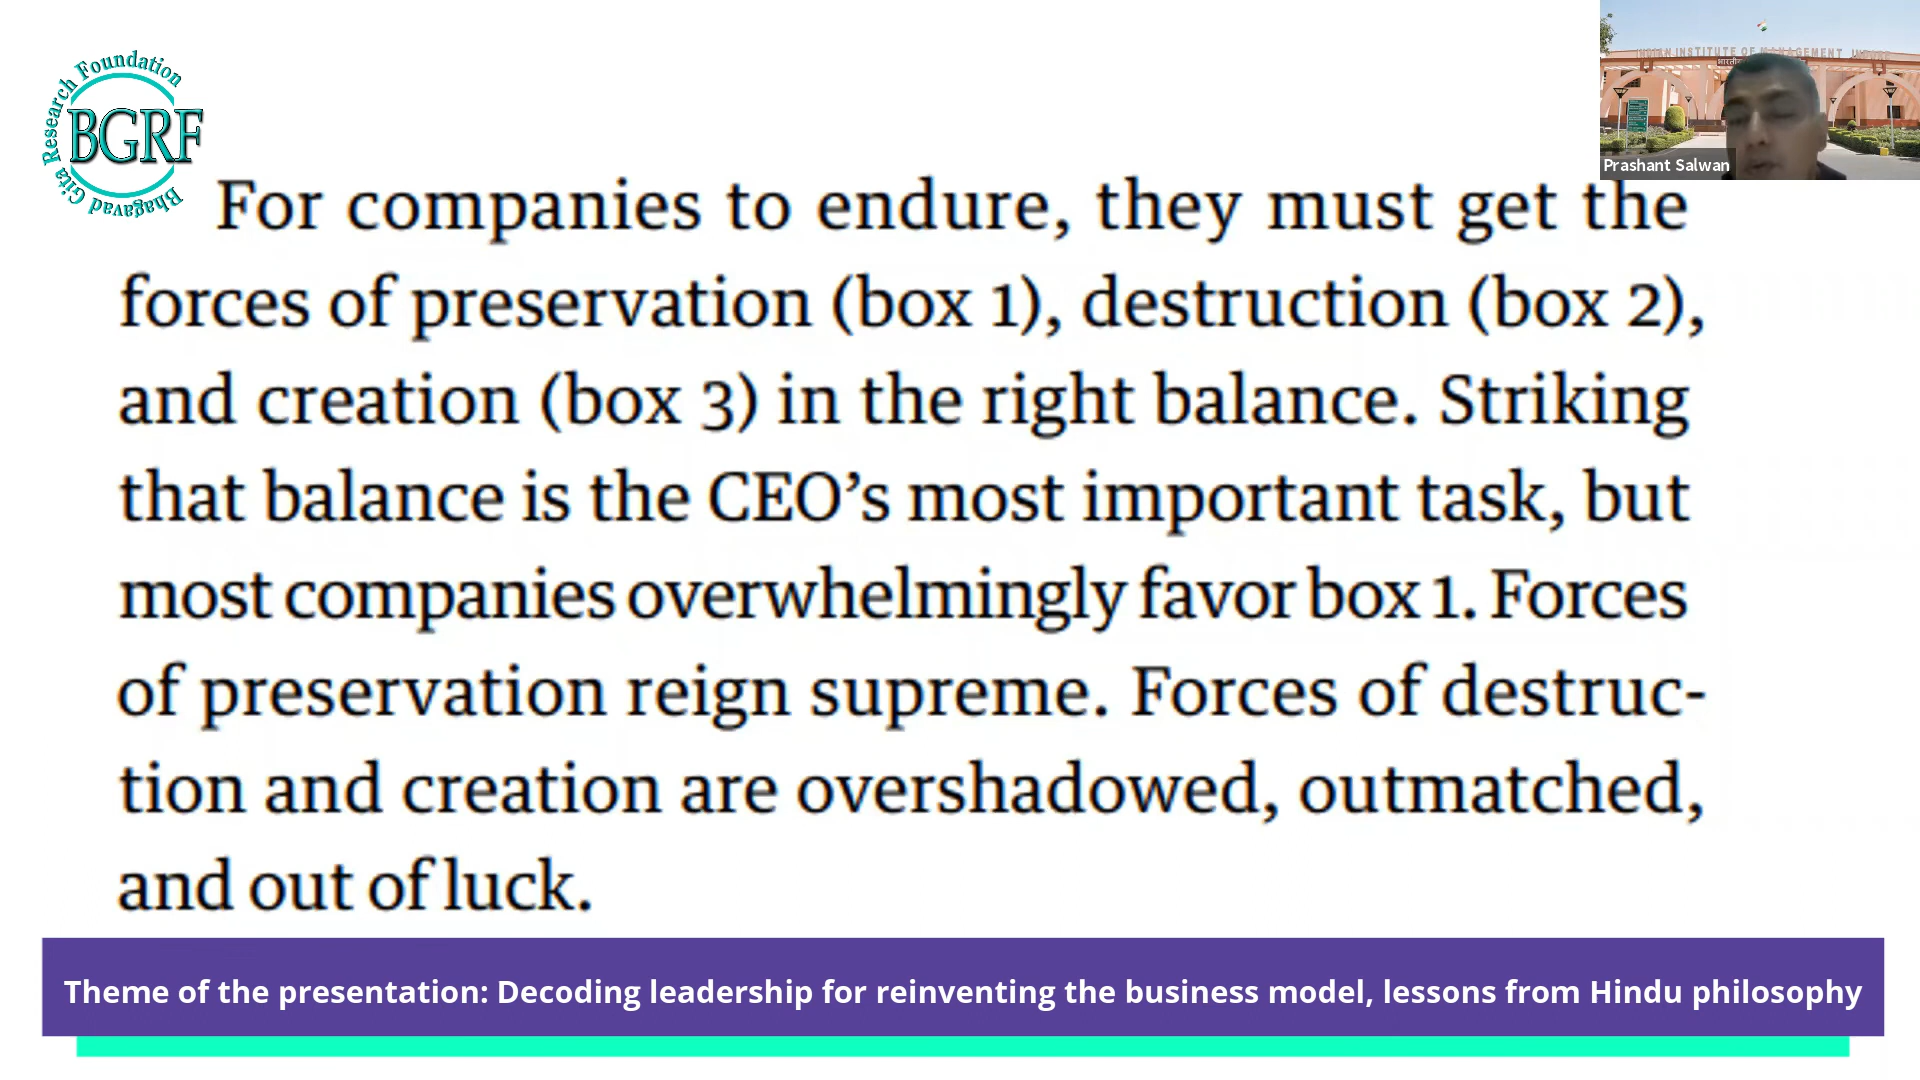 Bhagavad Gita Research Foundation
BGRF
INDIAN INSTITUTE OF MANAGEMENT
Prashant Salwan
For companies to endure, they must get the
forces of preservation (box 1), destruction (box 2),
and creation (box 3) in the right balance. Striking
that balance is the CEO’s most important task, but
most companies overwhelmingly favor box 1. Forces
of preservation reign supreme. Forces of destruc-
tion and creation are overshadowed, outmatched,
and out of luck.
Theme of the presentation: Decoding leadership for reinventing the business model, lessons from Hindu philosophy